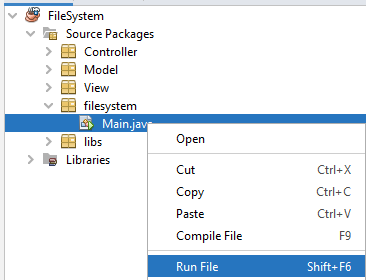 FileSystem
Source Packages
Controller
Model
View
filesystem
Main.java
Open
libs
Cut Ctrl+X
Libraries
Copy Ctrl+C
Paste Ctrl+V
Compile File F9
Run File Shift+F6